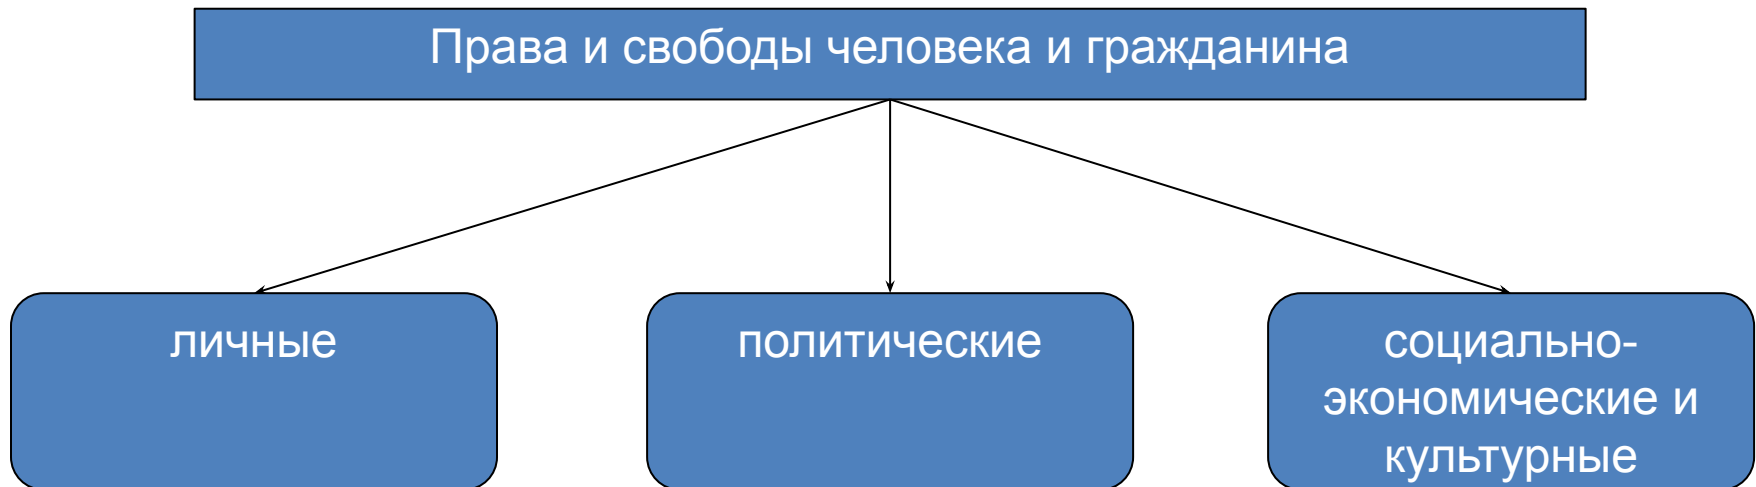 Права и свободы человека и гражданина
личные
политические
социально-
экономические и
культурные